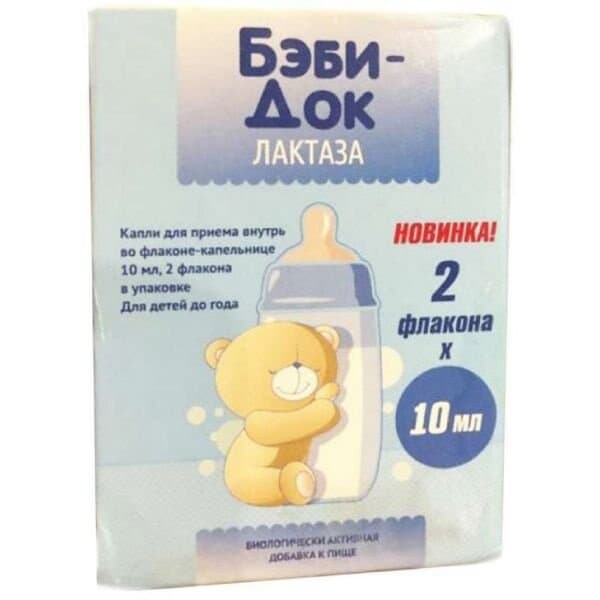 БЭБИ-
ДОК
ЛАКТАЗА
Капли для приема внутрь
во флаконе-капельнице
10 мл, 2 флакона
в упаковке
Для детей до года
НОВИНКА!
2
флакона
х
10 мл
БИОЛОГИЧЕСКИ АКТИВНАЯ
ДОБАВКА К ПИЩЕ